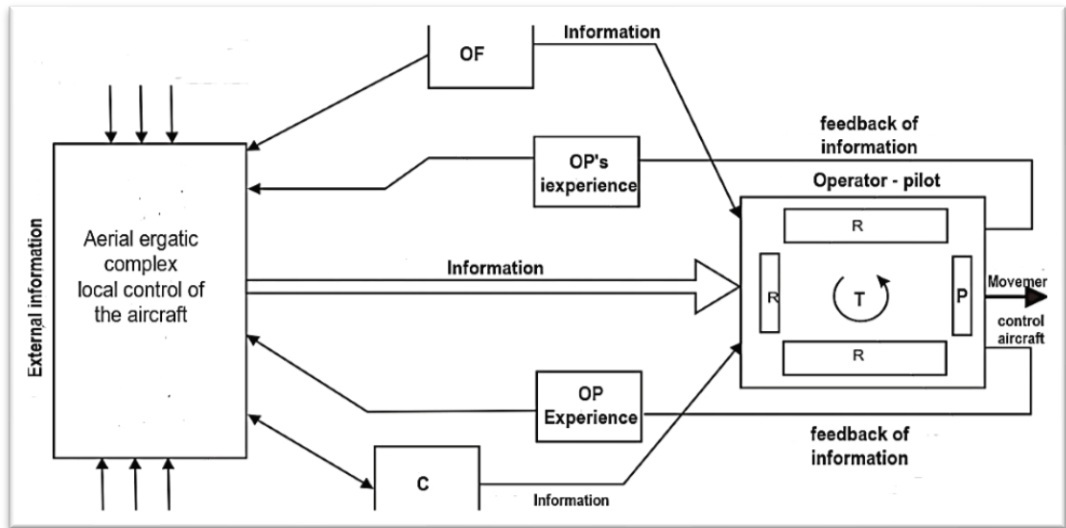 Information
OF
feedback of
information
OP's
iexperience
Operator - pilot
External information
Aerial ergatic
complex
local control of
the aircraft
Information
R
R
T
P
R
Movemer
control
aircraft
OP
Experience
feedback of
information
C
Information